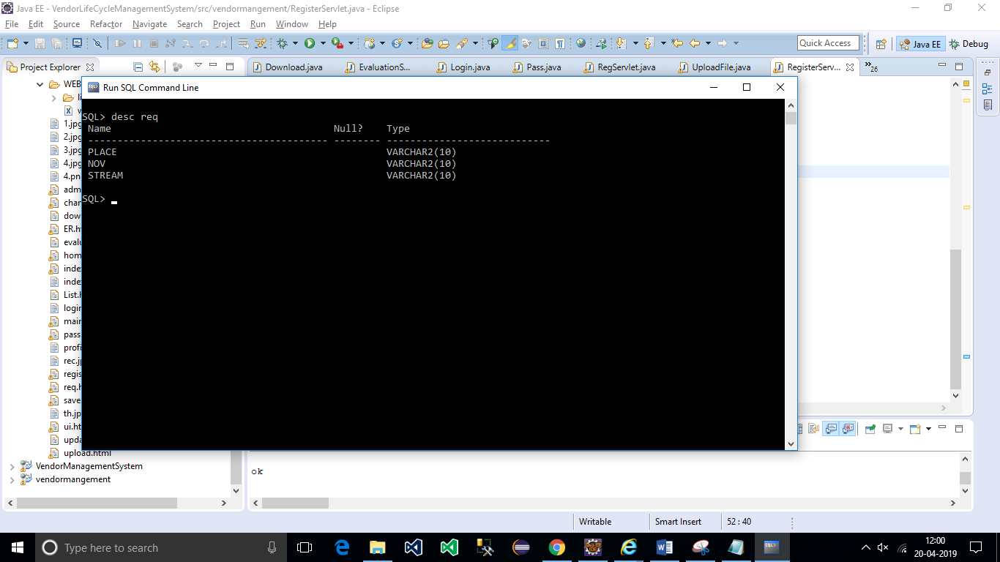 Java EE - VendorLifeCycleManagementSystem/src/vendormangement/RegisterServlet.java - Eclipse
File Edit Source Refactor Navigate Search Project Run Window Help
Quick Access Java EE Debug
Project Explorer Download.java EvaluationS... Login.java Pass.java RegServlet.java UploadFile.java RegisterServ... »26
WEB
Run SQL Command Line
SQL> desc req
Name Null? Type
----------------------------------------- -------- ----------------------------
PLACE VARCHAR2(10)
NOV VARCHAR2(10)
STREAM VARCHAR2(10)
SQL>
1.jpg
2.jpg
3.jpg
4.jpg
4.pn
adm
char
dow
ER.h
evalu
hom
index
index
List.
login
main
pass
profi
rec.j
regis
req.h
save
th.jp
ui.ht
upda
upload.html
VendorManagementSystem
vendormangement
ok
Writable Smart Insert 52 : 40
Type here to search
12:00
20-04-2019